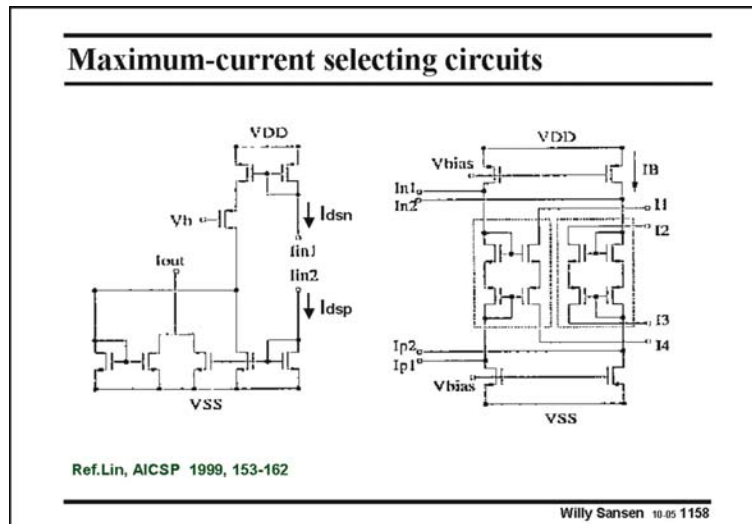 Maximum-current selecting circuits
VDD
Idsn
Vb
Iin1
Iout
Iin2
Idsp
VSS
VDD
Vbias
IB
In1
In2
I1
I2
I3
I4
Ip2
Ip1
Vbias
VSS
Ref.Lin, AICSP 1999, 153-162
Willy Sansen 10-05 1158